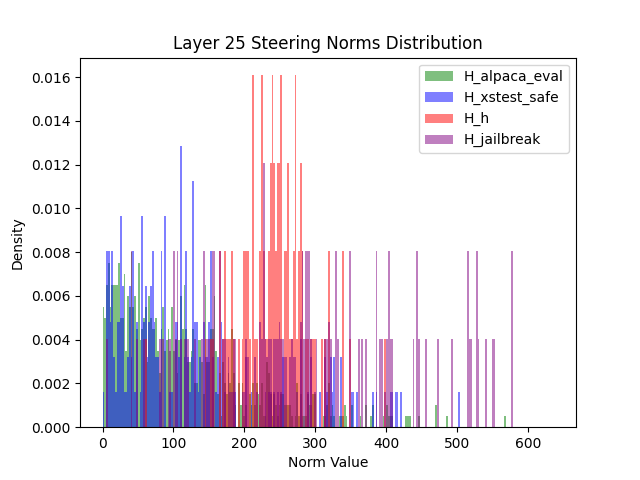 Layer 25 Steering Norms Distribution
H_alpaca_eval
H_xstest_safe
H_h
H_jailbreak
0.016
0.014
0.012
0.010
0.008
0.006
0.004
0.002
0.000
Density
0 100 200 300 400 500 600
Norm Value